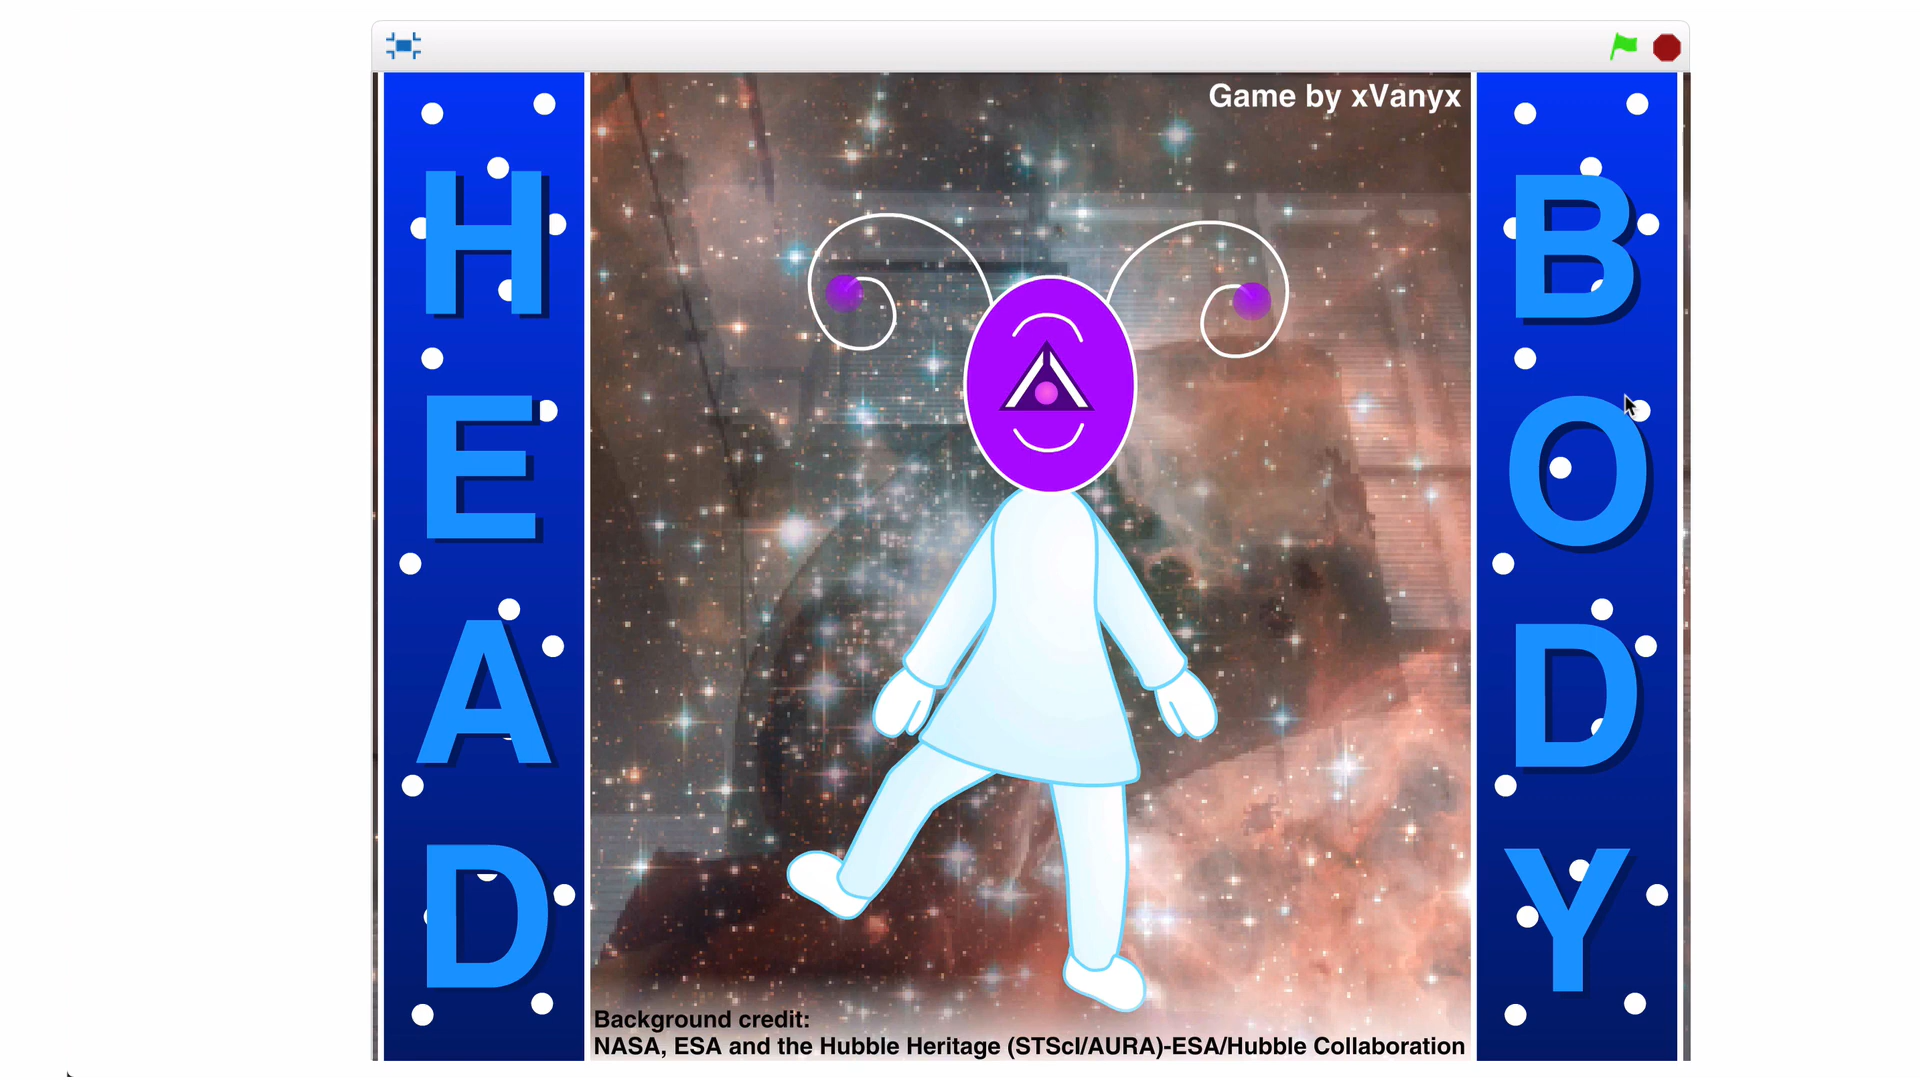 HEAD
Game by xVanyx
BODY
Background credit:
NASA, ESA and the Hubble Heritage (STScI/AURA)-ESA/Hubble Collaboration